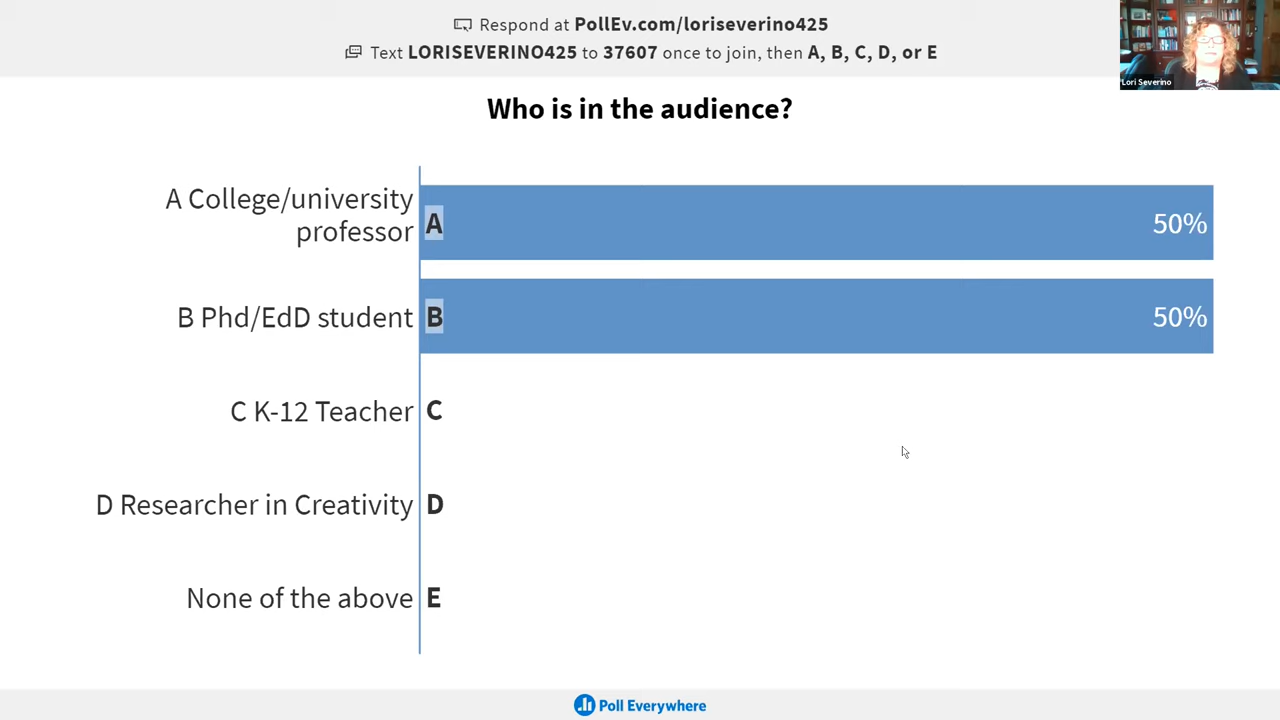 Respond at PollEv.com/loriseverino425
Text LORISEVERINO425 to 37607 once to join, then A, B, C, D, or E
Lori Severino
Who is in the audience?
A College/university
professor
A
50%
B Phd/EdD student
B
50%
C K-12 Teacher
C
D Researcher in Creativity
D
None of the above
E
Poll Everywhere